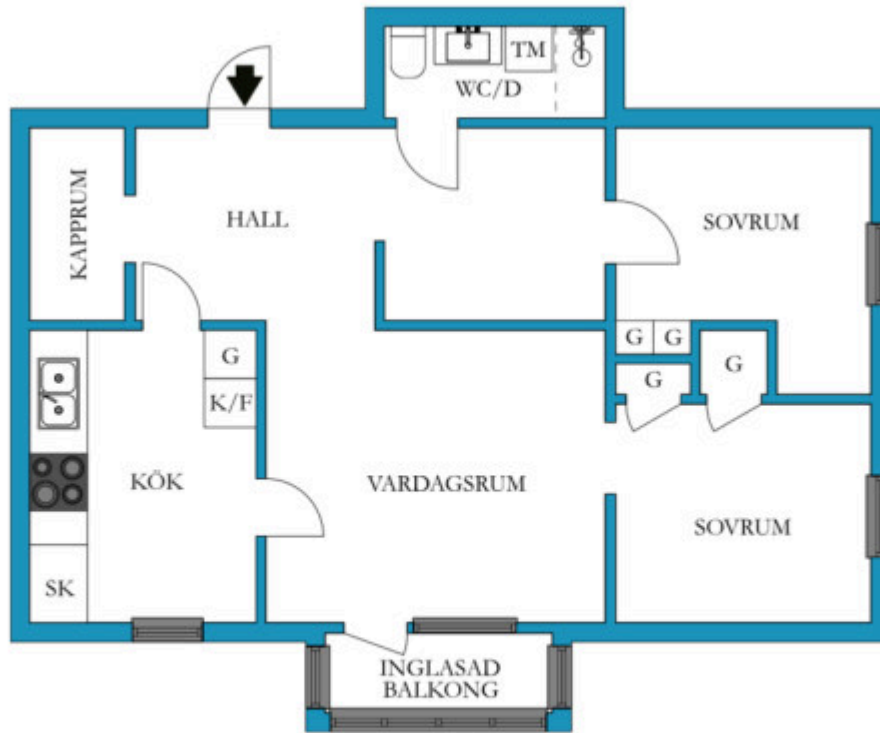 TM
WC/D
KAPPRUM
HALL
SOVRUM
G
G
G
G
G
K/F
KÖK
VARDAGSRUM
SOVRUM
SK
INGLASAD
BALKONG